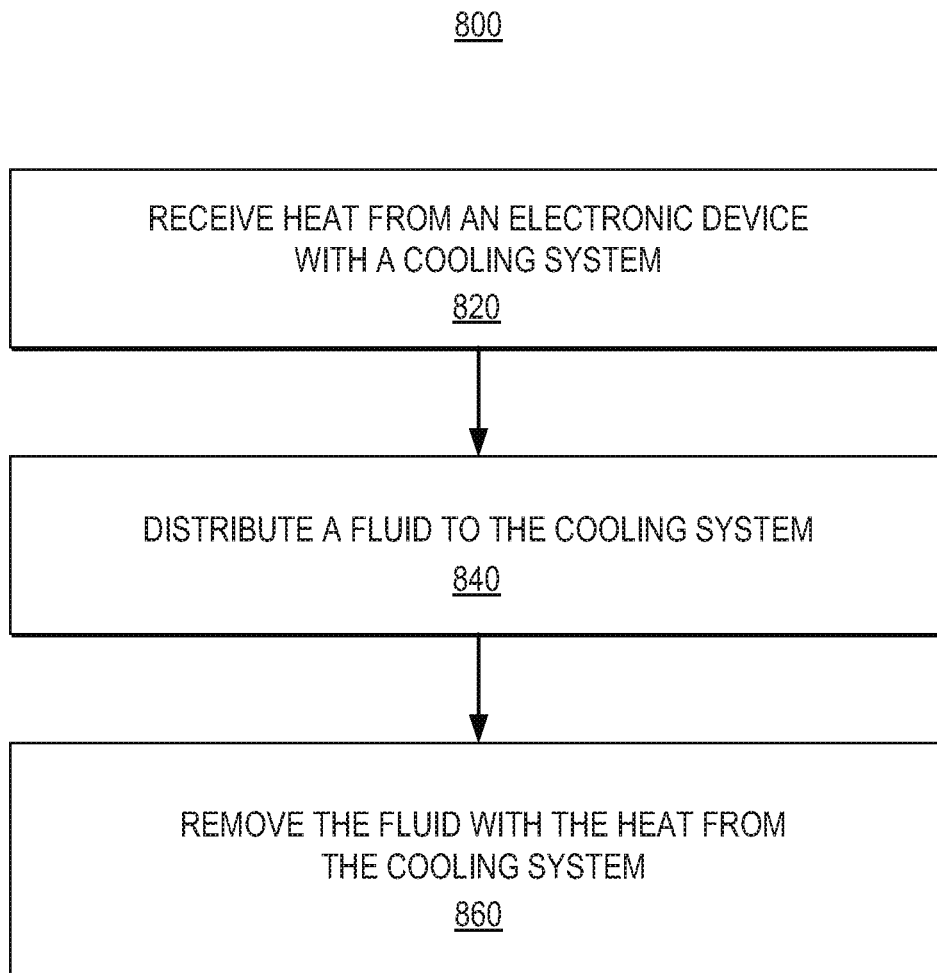 800
RECEIVE HEAT FROM AN ELECTRONIC DEVICE
WITH A COOLING SYSTEM
820
DISTRIBUTE A FLUID TO THE COOLING SYSTEM
840
REMOVE THE FLUID WITH THE HEAT FROM
THE COOLING SYSTEM
860